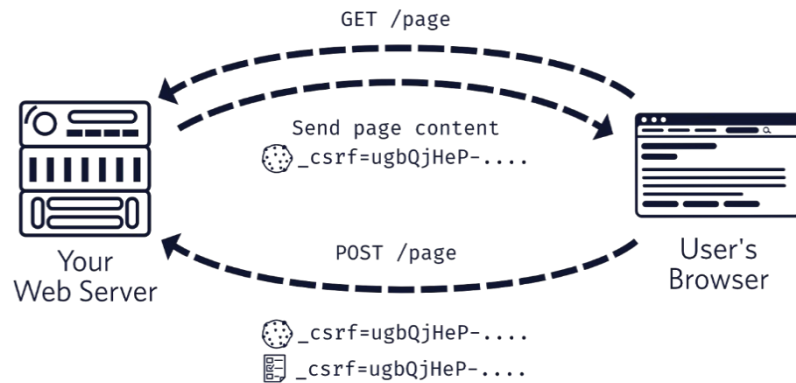 GET /page
Send page content
_csrf=ugbQjHeP-....
POST /page
Your
Web Server
User's
Browser
_csrf=ugbQjHeP-....
_csrf=ugbQjHeP-....